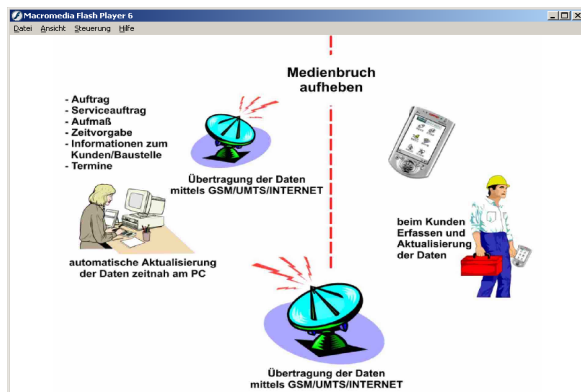 Macromedia Flash Player 6
Datei Ansicht Steuerung Hilfe
Medienbruch
aufheben
- Auftrag
- Serviceauftrag
- Aufmaß
- Zeitvorgabe
- Informationen zum
Kunden/Baustelle
- Termine
Übertragung der Daten
mittels GSM/UMTS/INTERNET
beim Kunden
Erfassen und
Aktualisierung
der Daten
automatische Aktualisierung
der Daten zeitnah am PC
Übertragung der Daten
mittels GSM/UMTS/INTERNET